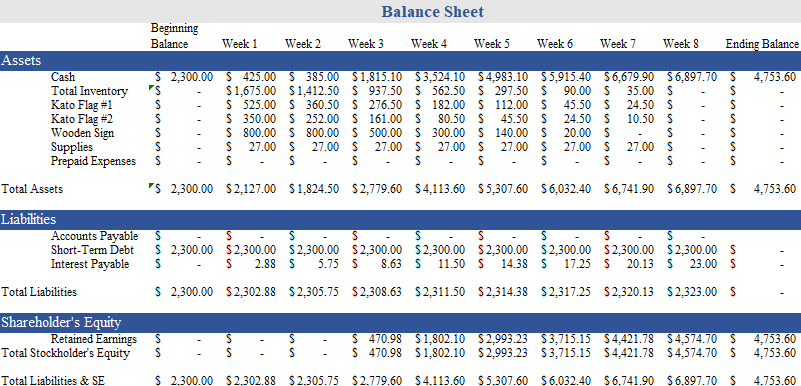 Balance Sheet
Beginning
Balance Week 1 Week 2 Week 3 Week 4 Week 5 Week 6 Week 7 Week 8 Ending Balance
Assets
Cash $ 2,300.00 $ 425.00 $ 385.00 $1,815.10 $3,524.10 $4,983.10 $5,915.40 $6,679.90 $6,897.70 $ 4,753.60
Total Inventory $ - $1,675.00 $1,412.50 $ 937.50 $ 562.50 $ 297.50 $ 90.00 $ 35.00 $ - $ -
Kato Flag #1 $ - $ 525.00 $ 360.50 $ 276.50 $ 182.00 $ 112.00 $ 45.50 $ 24.50 $ - $ -
Kato Flag #2 $ - $ 350.00 $ 252.00 $ 161.00 $ 80.50 $ 45.50 $ 24.50 $ 10.50 $ - $ -
Wooden Sign $ - $ 800.00 $ 800.00 $ 500.00 $ 300.00 $ 140.00 $ 20.00 $ - $ - $ -
Supplies $ - $ 27.00 $ 27.00 $ 27.00 $ 27.00 $ 27.00 $ 27.00 $ 27.00 $ - $ -
Prepaid Expenses $ - $ - $ - $ - $ - $ - $ - $ - $ - $ -
Total Assets $ 2,300.00 $2,127.00 $1,824.50 $2,779.60 $4,113.60 $5,307.60 $6,032.40 $6,741.90 $6,897.70 $ 4,753.60
Liabilities
Accounts Payable $ - $ - $ - $ - $ - $ - $ - $ - $ -
Short-Term Debt $ 2,300.00 $2,300.00 $2,300.00 $2,300.00 $2,300.00 $2,300.00 $2,300.00 $2,300.00 $2,300.00 $ -
Interest Payable $ - $ 2.88 $ 5.75 $ 8.63 $ 11.50 $ 14.38 $ 17.25 $ 20.13 $ 23.00 $ -
Total Liabilities $ 2,300.00 $2,302.88 $2,305.75 $2,308.63 $2,311.50 $2,314.38 $2,317.25 $2,320.13 $2,323.00 $ -
Shareholder's Equity
Retained Earnings $ - $ - $ - $ 470.98 $1,802.10 $2,993.23 $3,715.15 $4,421.78 $4,574.70 $ 4,753.60
Total Stockholder's Equity $ - $ - $ - $ 470.98 $1,802.10 $2,993.23 $3,715.15 $4,421.78 $4,574.70 $ 4,753.60
Total Liabilities & SE $ 2,300.00 $2,302.88 $2,305.75 $2,779.60 $4,113.60 $5,307.60 $6,032.40 $6,741.90 $6,897.70 $ 4,753.60